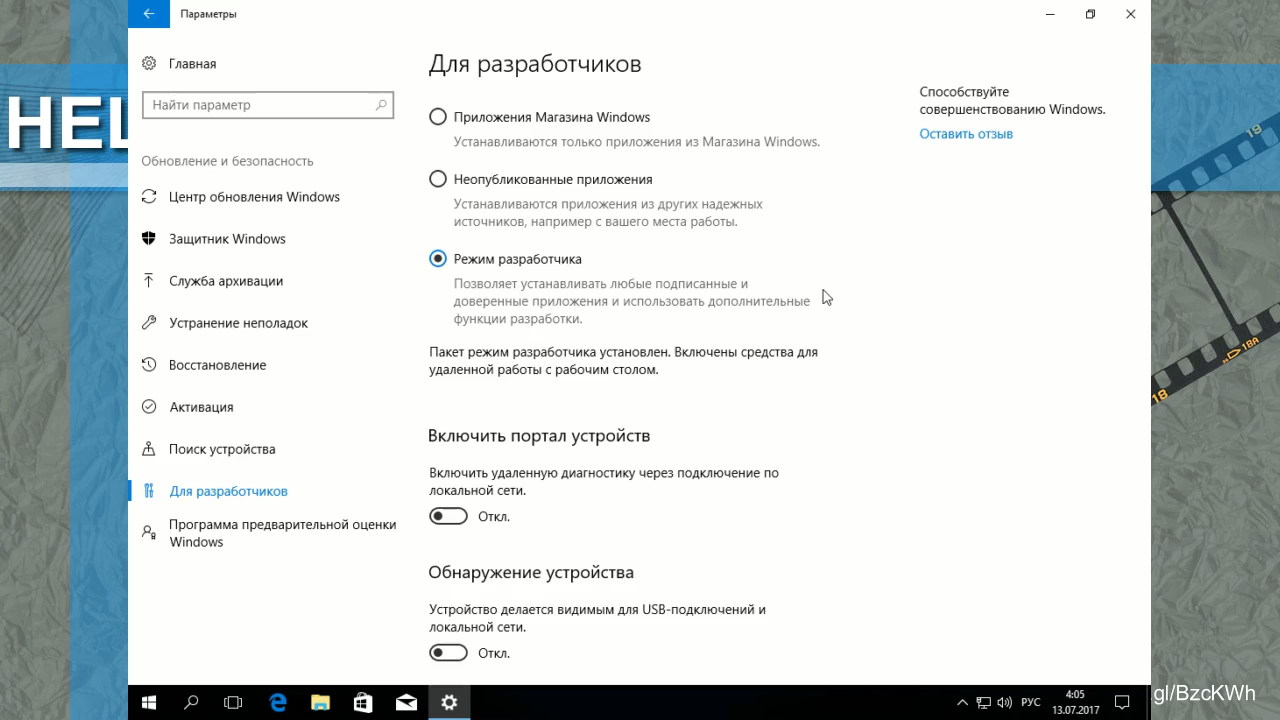 Параметры
Главная
Найти параметр
Обновление и безопасность
Центр обновления Windows
Защитник Windows
Служба архивации
Устранение неполадок
Восстановление
Активация
Поиск устройства
Для разработчиков
Программа предварительной оценки
Windows
Для разработчиков
Приложения Магазина Windows
Устанавливаются только приложения из Магазина Windows.
Неопубликованные приложения
Устанавливаются приложения из других надежных
источников, например с вашего места работы.
Режим разработчика
Позволяет устанавливать любые подписанные и
доверенные приложения и использовать дополнительные
функции разработки.
Пакет режим разработчика установлен. Включены средства для
удаленной работы с рабочим столом.
Включить портал устройств
Включить удаленную диагностику через подключение по
локальной сети.
Откл.
Обнаружение устройства
Устройство делается видимым для USB-подключений и
локальной сети.
Откл.
Способствуйте
совершенствованию Windows.
Оставить отзыв
HEL
19
18A
18
РУС
4:05
13.07.2017
gl/BzcKWh